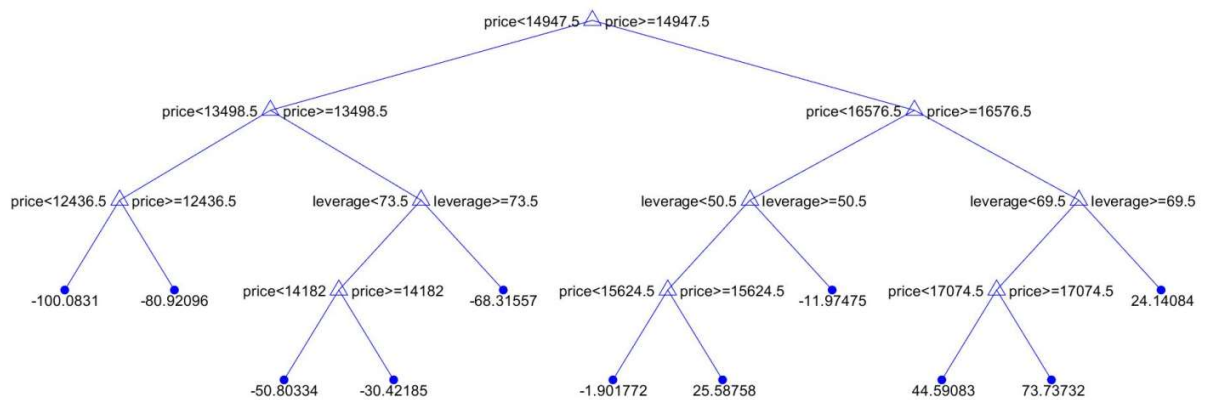 price<14947.5 price>=14947.5
price<13498.5 price>=13498.5 price<16576.5 price>=16576.5
price<12436.5 price>=12436.5 leverage<73.5 leverage>=73.5 leverage<50.5 leverage>=50.5 leverage<69.5 leverage>=69.5
-100.0831 -80.92096 price<14182 price>=14182 -68.31557 price<15624.5 price>=15624.5 -11.97475 price<17074.5 price>=17074.5 24.14084
-50.80334 -30.42185 -1.901772 25.58758 44.59083 73.73732